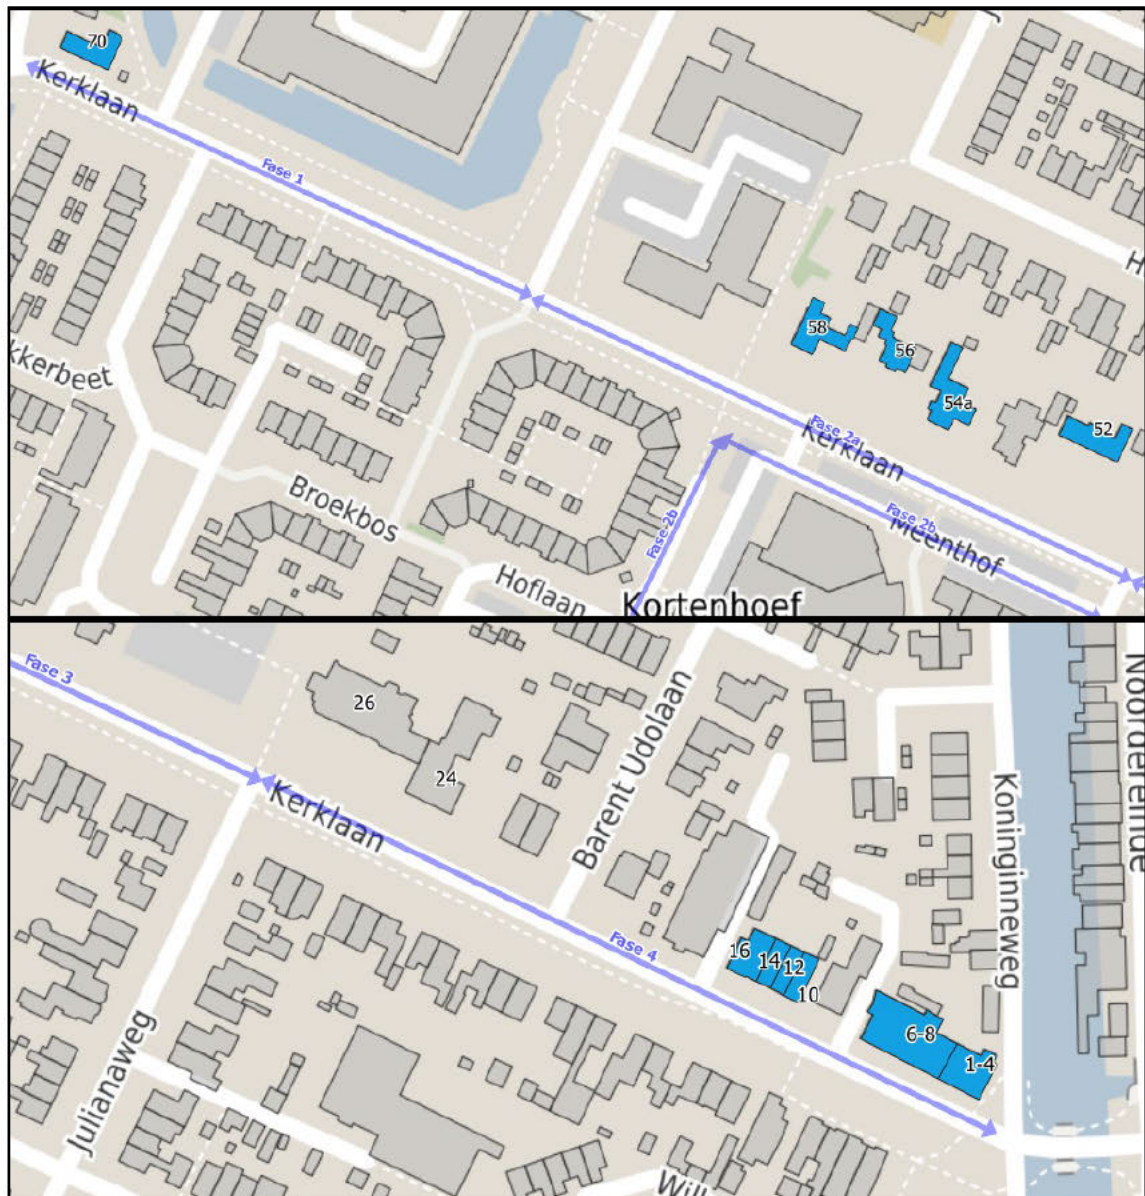 70
Kerklaan
Fase 1
58
56
54a
52
Fase 2a
Kerklaan
kkerbeet
Broekbos
Fase 2b
Fase 2b
Meenthof
Hoflaan
Kortenhoef
H
Fase 3
26
24
Kerklaan
Barent Udolaan
Noordereinde
Koninginneweg
Fase 4
16
14
12
10
6-8
1-4
Julianaweg
Will